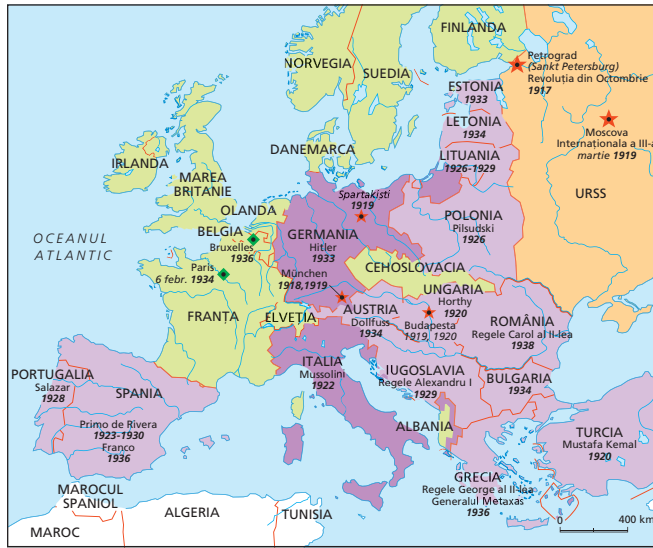 FINLANDA
NORVEGIA
SUEDIA
Petrograd
(Sankt Petersburg)
Revoluția din Octombrie
1917
ESTONIA
1933
LETONIA
1934
Moscova
Internaționala a III-a
martie 1919
DANEMARCA
LITUANIA
1926-1929
IRLANDA
MAREA
BRITANIE
URSS
Spartakiști
1919
OLANDA
POLONIA
Pilsudski
1926
BELGIA
Bruxelles
1936
GERMANIA
Hitler
1933
OCEANUL
ATLANTIC
Paris
6 febr. 1934
CEHOSLOVACIA
München
1918,1919
UNGARIA
Horthy
1920
FRANȚA
ELVEȚIA
AUSTRIA
Dollfuss
1934
Budapesta
1919, 1920
ROMÂNIA
Regele Carol al II-lea
1938
ITALIA
Mussolini
1922
IUGOSLAVIA
Regele Alexandru I
1929
BULGARIA
1934
PORTUGALIA
Salazar
1928
SPANIA
Primo de Rivera
1923-1930
Franco
1936
ALBANIA
TURCIA
Mustafa Kemal
1920
GRECIA
Regele George al II-lea
Generalul Metaxas
1936
MAROCUL
SPANIOL
ALGERIA
TUNISIA
MAROC
0 400 km